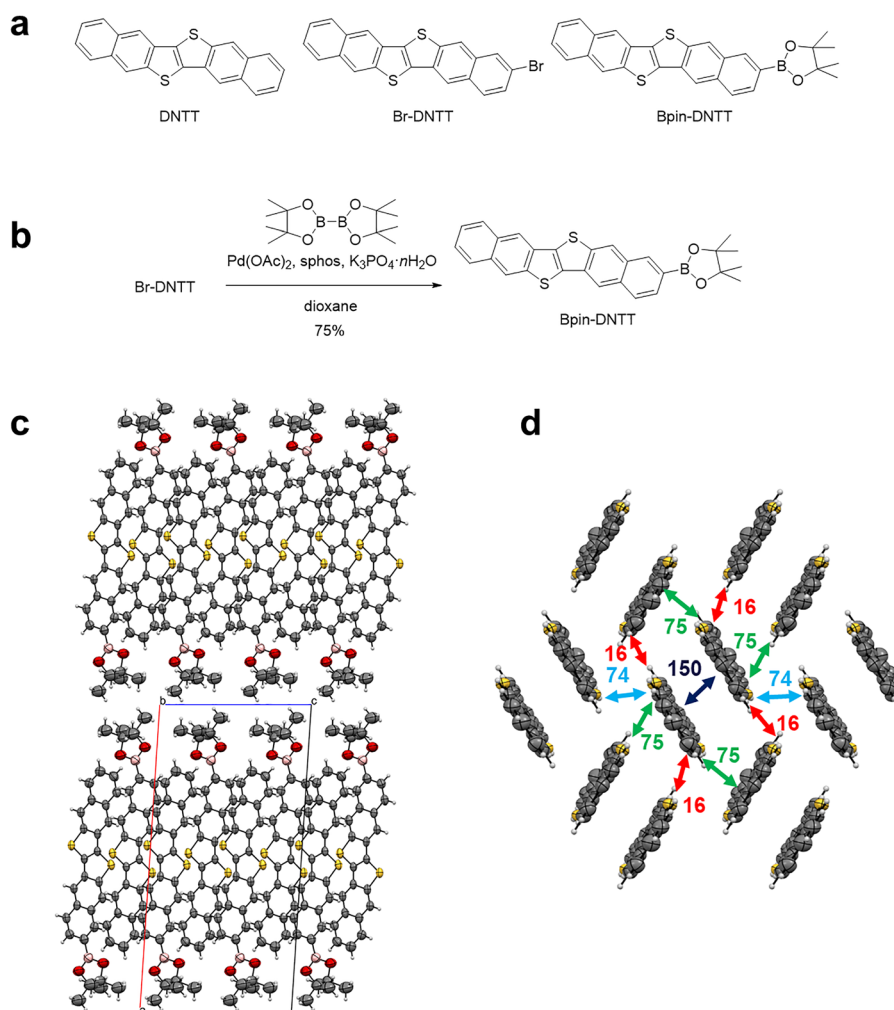 a
S
S
DNTT
S
S
Br
Br-DNTT
S
S
O
B
O
Bpin-DNTT
b
O
O
B
B
O
O
Pd(OAc)₂, sphos, K₃PO₄·nH₂O
Br-DNTT
dioxane
75%
S
S
O
B
O
Bpin-DNTT
c
b
c
a
d
16
75
75
16
150
74
74
16
75
75
16